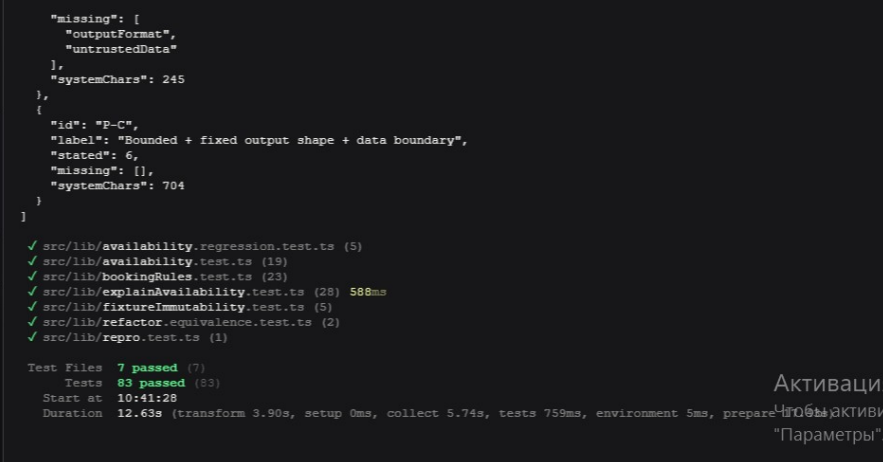 "missing": [
"outputFormat",
"untrustedData"
],
"systemChars": 245
},
{
"id": "P-C",
"label": "Bounded + fixed output shape + data boundary",
"stated": 6,
"missing": [],
"systemChars": 704
}
]
✓ src/lib/availability.regression.test.ts (5)
✓ src/lib/availability.test.ts (19)
✓ src/lib/bookingRules.test.ts (23)
✓ src/lib/explainAvailability.test.ts (28) 588ms
✓ src/lib/fixtureImmutability.test.ts (5)
✓ src/lib/refactor.equivalence.test.ts (2)
✓ src/lib/repro.test.ts (1)
Test Files 7 passed (7)
Tests 83 passed (83)
Start at 10:41:28
Duration 12.63s (transform 3.90s, setup 0ms, collect 5.74s, tests 759ms, environment 5ms, prepare
Активаци
Чтобы активи
"Параметры".